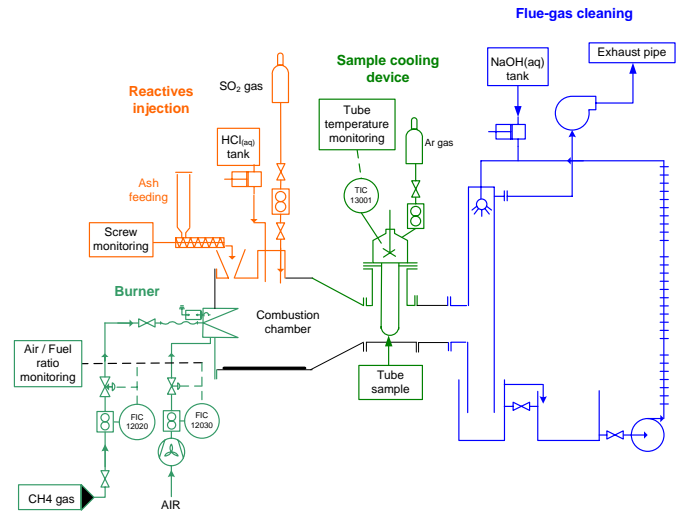 Flue-gas cleaning
Exhaust pipe
NaOH(aq)
tank
Sample cooling
device
Reactives
injection
SO2 gas
Tube
temperature
monitoring
Ar gas
HCl(aq)
tank
Ash
feeding
TIC
13001
Screw
monitoring
Burner
Combustion
chamber
Air / Fuel
ratio
monitoring
Tube
sample
FIC
12020
FIC
12030
CH4 gas
AIR